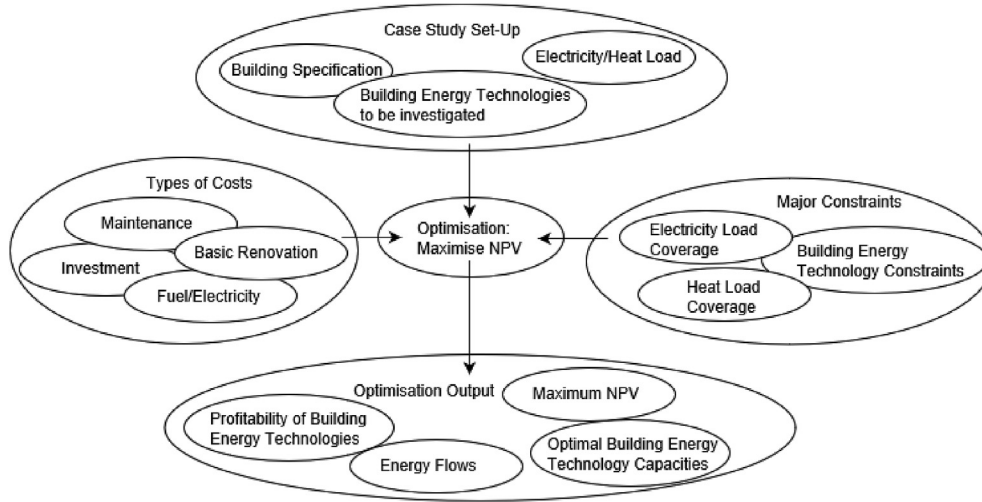 Case Study Set-Up
Building Specification
Electricity/Heat Load
Building Energy Technologies
to be investigated
Types of Costs
Maintenance
Basic Renovation
Investment
Fuel/Electricity
Optimisation:
Maximise NPV
Major Constraints
Electricity Load
Coverage
Building Energy
Technology Constraints
Heat Load
Coverage
Optimisation Output
Maximum NPV
Profitability of Building
Energy Technologies
Energy Flows
Optimal Building Energy
Technology Capacities